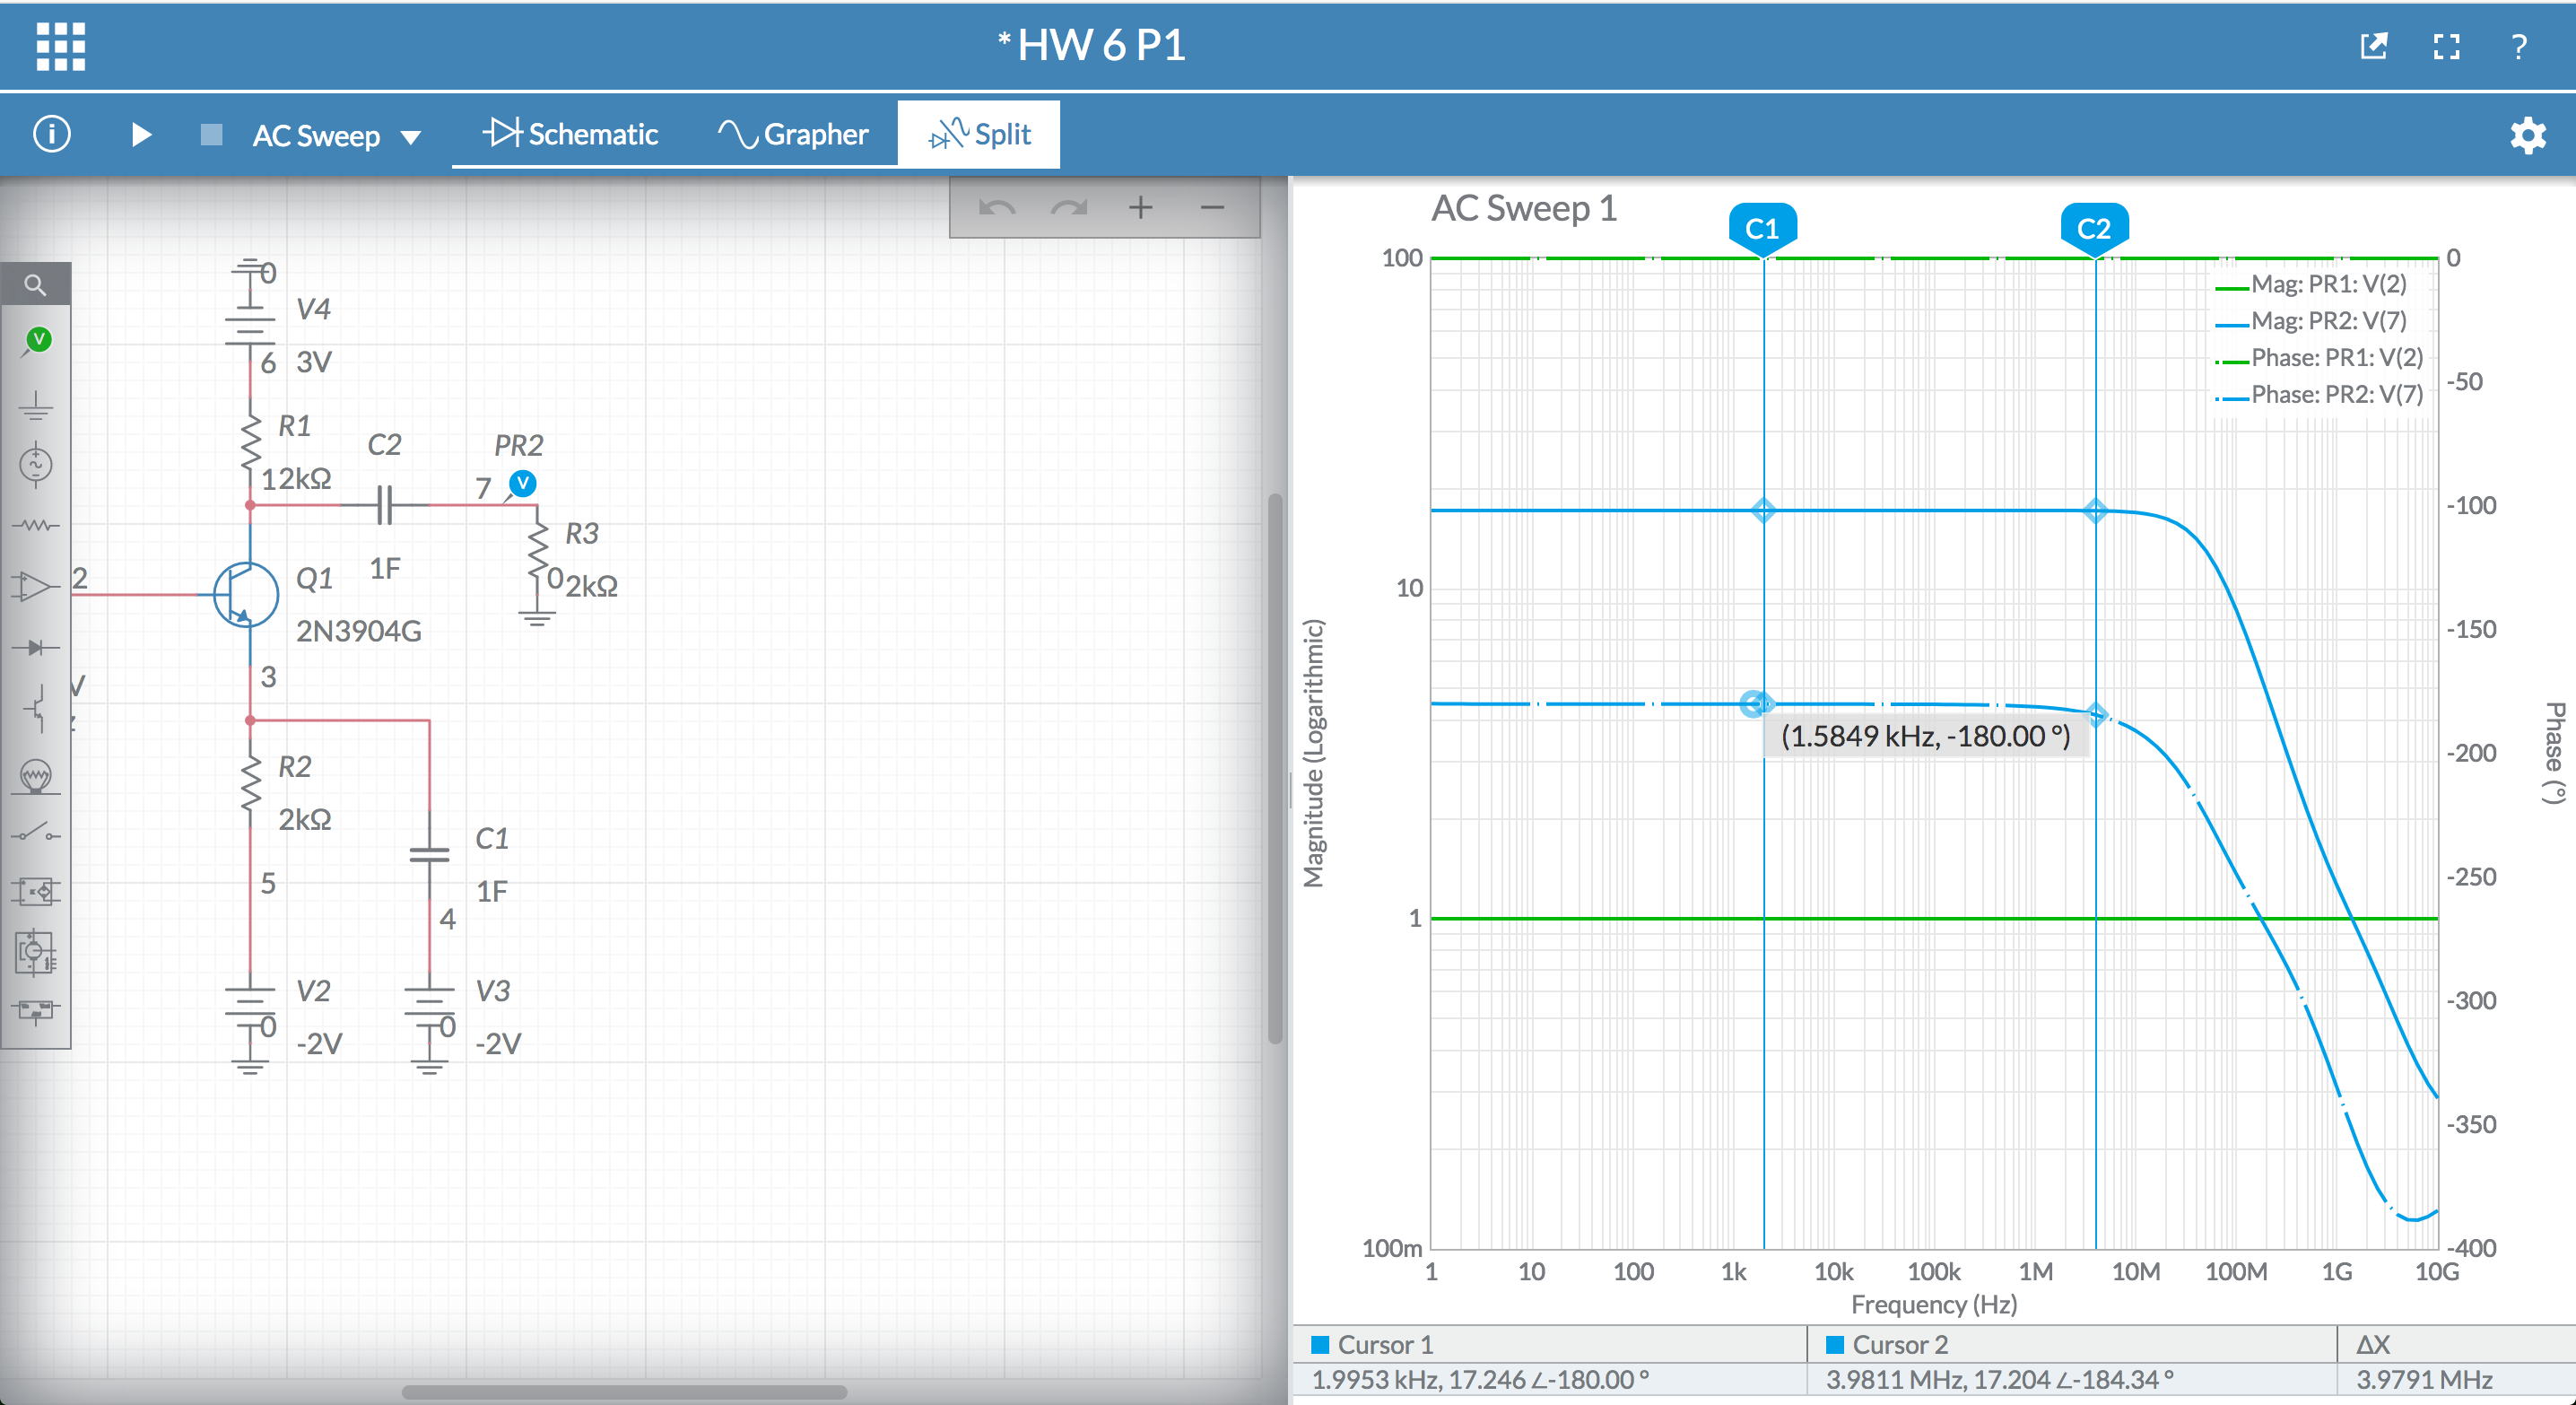 *HW 6 P1
?
i
AC Sweep
Schematic
Grapher
Split
+ −
V
0
V4
6 3V
R1
1 2kΩ
C2
1F
PR2
7
V
R3
0 2kΩ
2
Q1
2N3904G
3
V
R2
2kΩ
C1
1F
5
4
V2
0
-2V
V3
0
-2V
AC Sweep 1
C1
C2
Mag: PR1: V(2)
Mag: PR2: V(7)
Phase: PR1: V(2)
Phase: PR2: V(7)
100
10
1
100m
Magnitude (Logarithmic)
0
-50
-100
-150
-200
-250
-300
-350
-400
Phase (°)
(1.5849 kHz, -180.00 °)
1 10 100 1k 10k 100k 1M 10M 100M 1G 10G
Frequency (Hz)
Cursor 1 Cursor 2 ΔX
1.9953 kHz, 17.246 ∠-180.00 ° 3.9811 MHz, 17.204 ∠-184.34 ° 3.9791 MHz